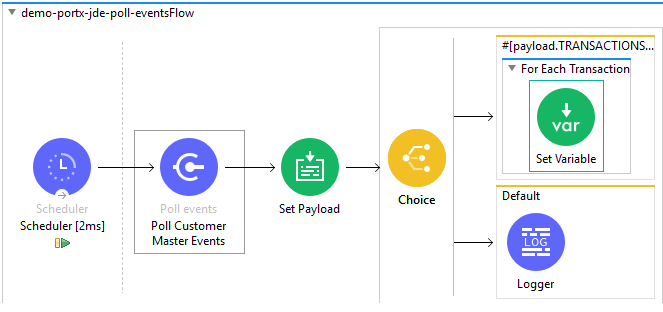 demo-portx-jde-poll-eventsFlow
#[payload.TRANSACTIONS...
For Each Transaction
var
Set Variable
Scheduler
Scheduler [2ms]
Poll events
Poll Customer
Master Events
Set Payload
Choice
Default
LOG
Logger